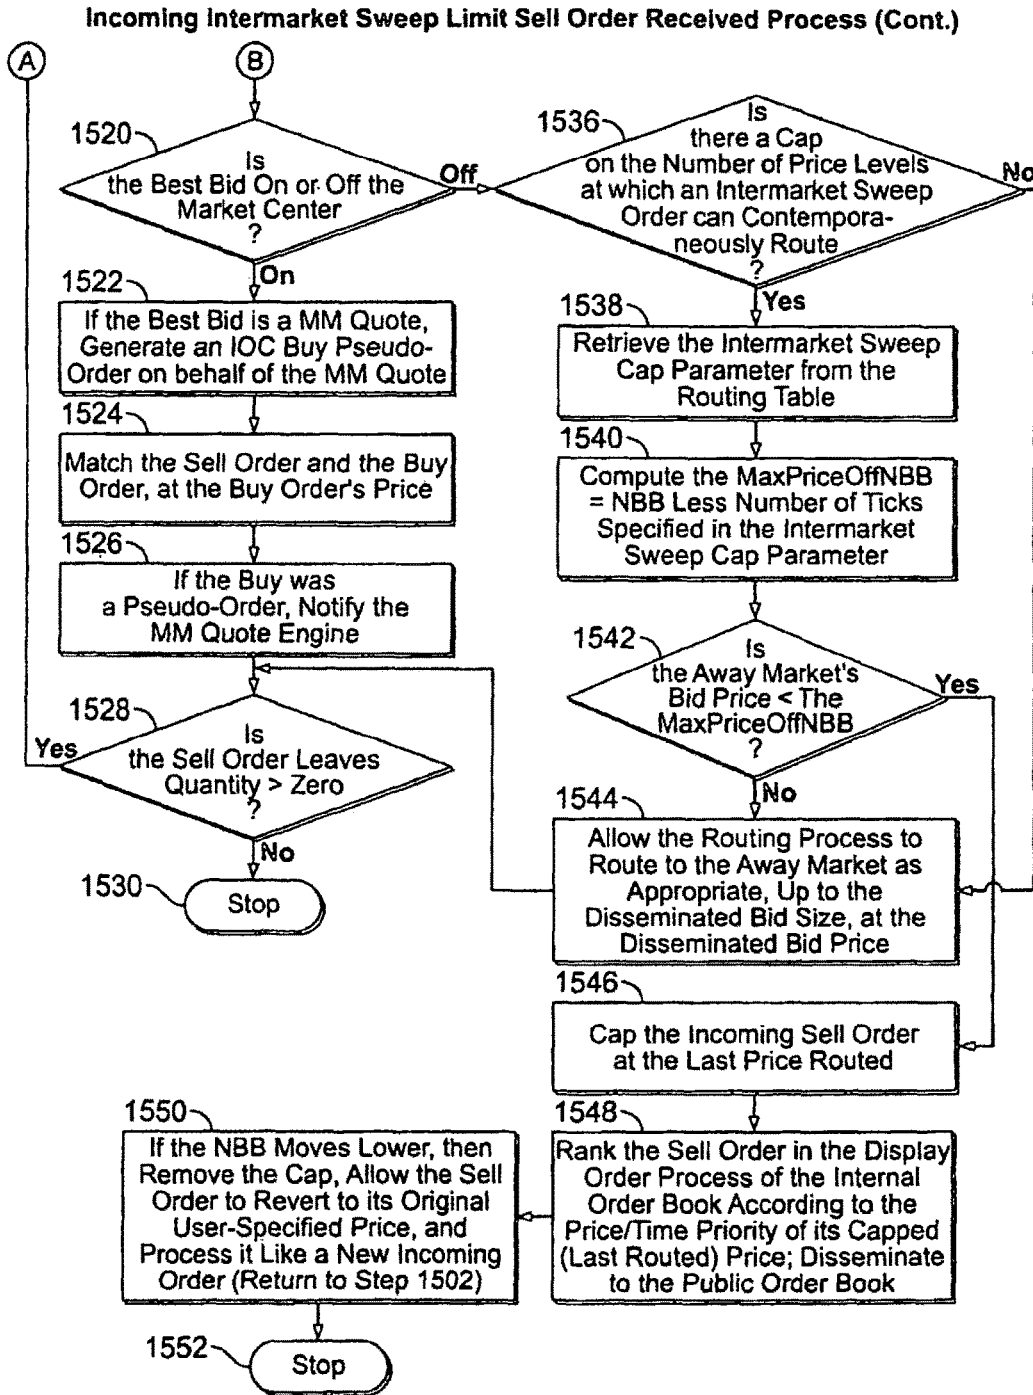 Incoming Intermarket Sweep Limit Sell Order Received Process (Cont.)
A
B
1520
Is
the Best Bid On or Off the
Market Center
?
Off
On
1522
If the Best Bid is a MM Quote,
Generate an IOC Buy Pseudo-
Order on behalf of the MM Quote
1524
Match the Sell Order and the Buy
Order, at the Buy Order's Price
1526
If the Buy was
a Pseudo-Order, Notify the
MM Quote Engine
1528
Is
the Sell Order Leaves
Quantity > Zero
?
Yes
No
1530
Stop
1536
Is
there a Cap
on the Number of Price Levels
at which an Intermarket Sweep
Order can Contempora-
neously Route
?
No
Yes
1538
Retrieve the Intermarket Sweep
Cap Parameter from the
Routing Table
1540
Compute the MaxPriceOffNBB
= NBB Less Number of Ticks
Specified in the Intermarket
Sweep Cap Parameter
1542
Is
the Away Market's
Bid Price < The
MaxPriceOffNBB
?
Yes
No
1544
Allow the Routing Process to
Route to the Away Market as
Appropriate, Up to the
Disseminated Bid Size, at the
Disseminated Bid Price
1546
Cap the Incoming Sell Order
at the Last Price Routed
1548
Rank the Sell Order in the Display
Order Process of the Internal
Order Book According to the
Price/Time Priority of its Capped
(Last Routed) Price; Disseminate
to the Public Order Book
1550
If the NBB Moves Lower, then
Remove the Cap, Allow the Sell
Order to Revert to its Original
User-Specified Price, and
Process it Like a New Incoming
Order (Return to Step 1502)
1552
Stop